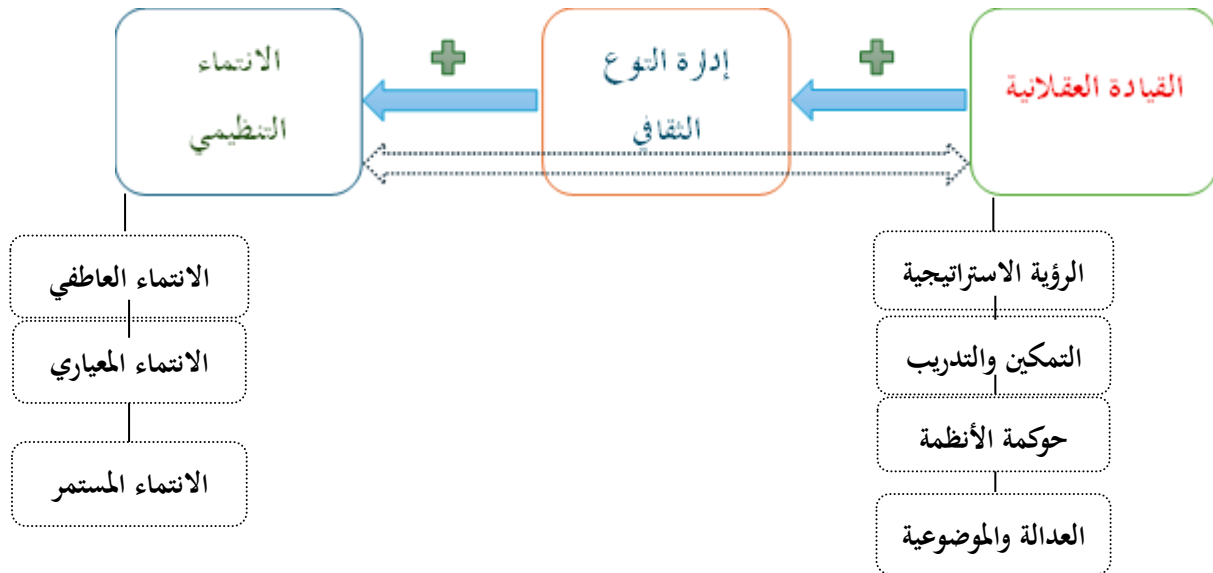 القيادة العقلانية
إدارة التنوع
الثقافي
الانتماء
التنظيمي
الرؤية الاستراتيجية
التمكين والتدريب
حوكمة الأنظمة
العدالة والموضوعية
الانتماء العاطفي
الانتماء المعياري
الانتماء المستمر